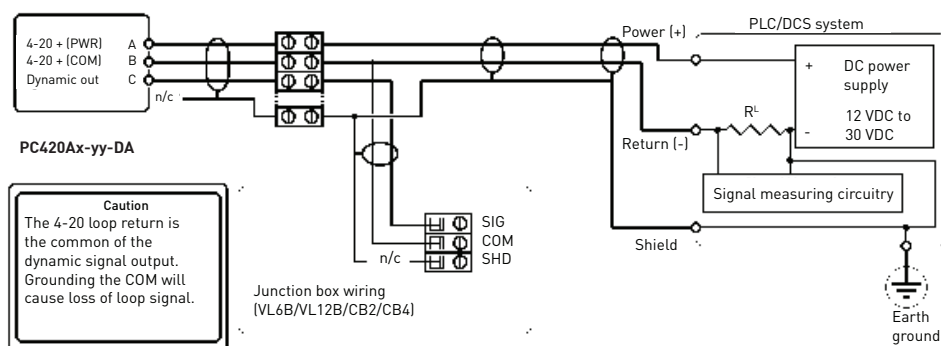 4-20 + (PWR) A
4-20 + (COM) B
Dynamic out C
n/c
PC420Ax-yy-DA
Caution
The 4-20 loop return is
the common of the
dynamic signal output.
Grounding the COM will
cause loss of loop signal.
SIG
COM
n/c SHD
Junction box wiring
(VL6B/VL12B/CB2/CB4)
Power (+)
PLC/DCS system
+ DC power
supply
12 VDC to
- 30 VDC
Rᴸ
Return (-)
Signal measuring circuitry
Shield
Earth
ground